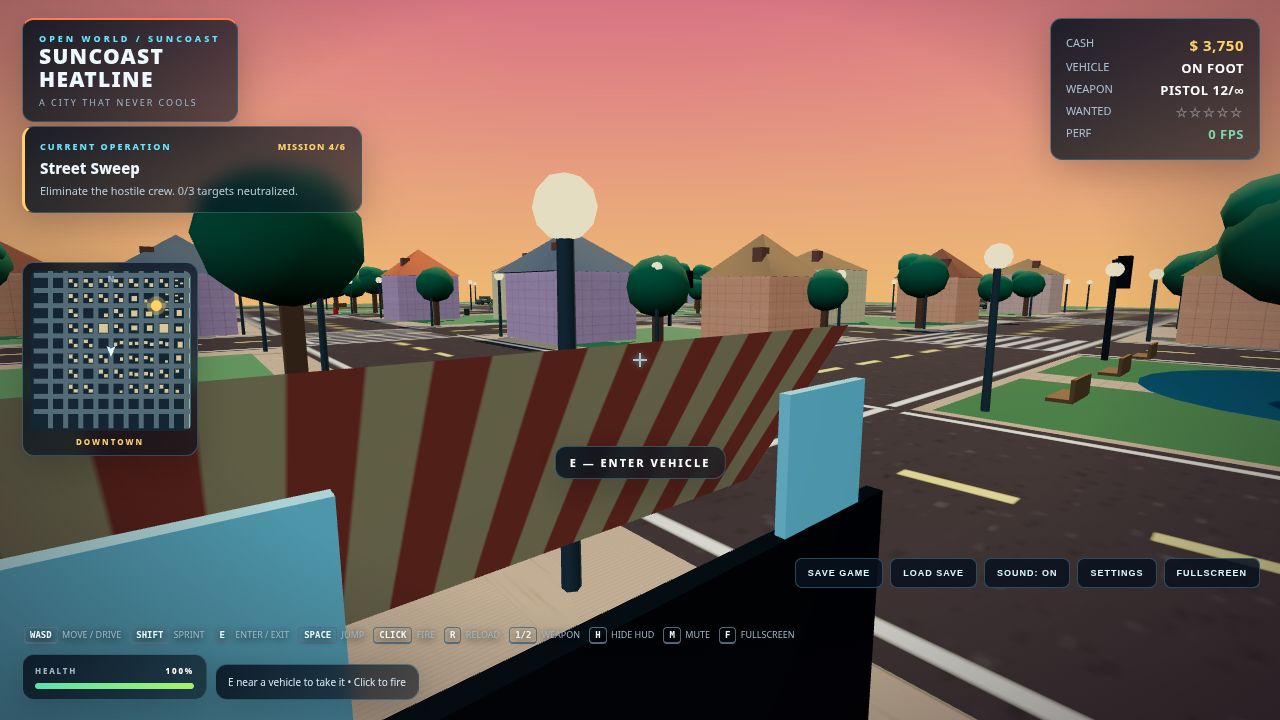 OPEN WORLD / SUNCOAST
SUNCOAST
HEATLINE
A CITY THAT NEVER COOLS
CURRENT OPERATION MISSION 4/6
Street Sweep
Eliminate the hostile crew. 0/3 targets neutralized.
CASH $ 3,750
VEHICLE ON FOOT
WEAPON PISTOL 12/∞
WANTED ☆☆☆☆☆
PERF 0 FPS
N
DOWNTOWN
E — ENTER VEHICLE
SAVE GAME LOAD SAVE SOUND: ON SETTINGS FULLSCREEN
WASD MOVE / DRIVE SHIFT SPRINT E ENTER / EXIT SPACE JUMP CLICK FIRE R RELOAD 1/2 WEAPON H HIDE HUD M MUTE F FULLSCREEN
HEALTH 100%
E near a vehicle to take it • Click to fire